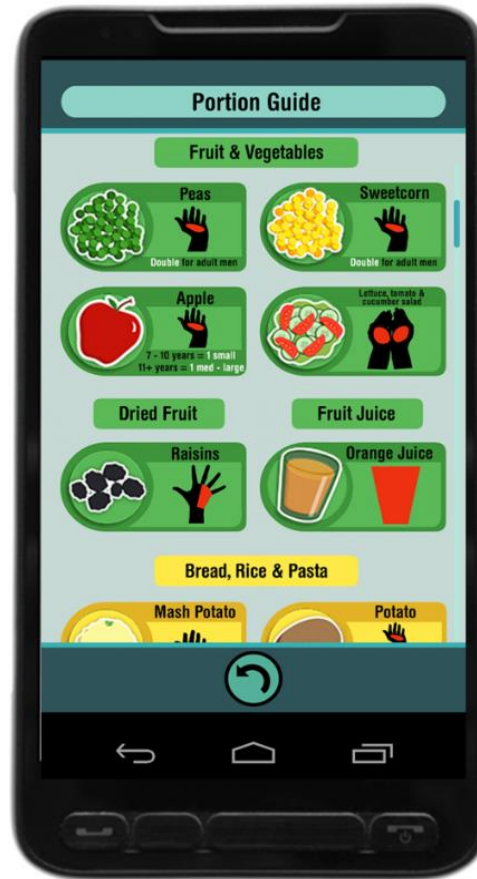 Portion Guide
Fruit & Vegetables
Peas
Double for adult men
Sweetcorn
Double for adult men
Apple
7 - 10 years = 1 small
11+ years = 1 med - large
Lettuce, tomate &
cucumber salad
Dried Fruit
Fruit Juice
Raisins
Orange Juice
Bread, Rice & Pasta
Mash Potato
Potato